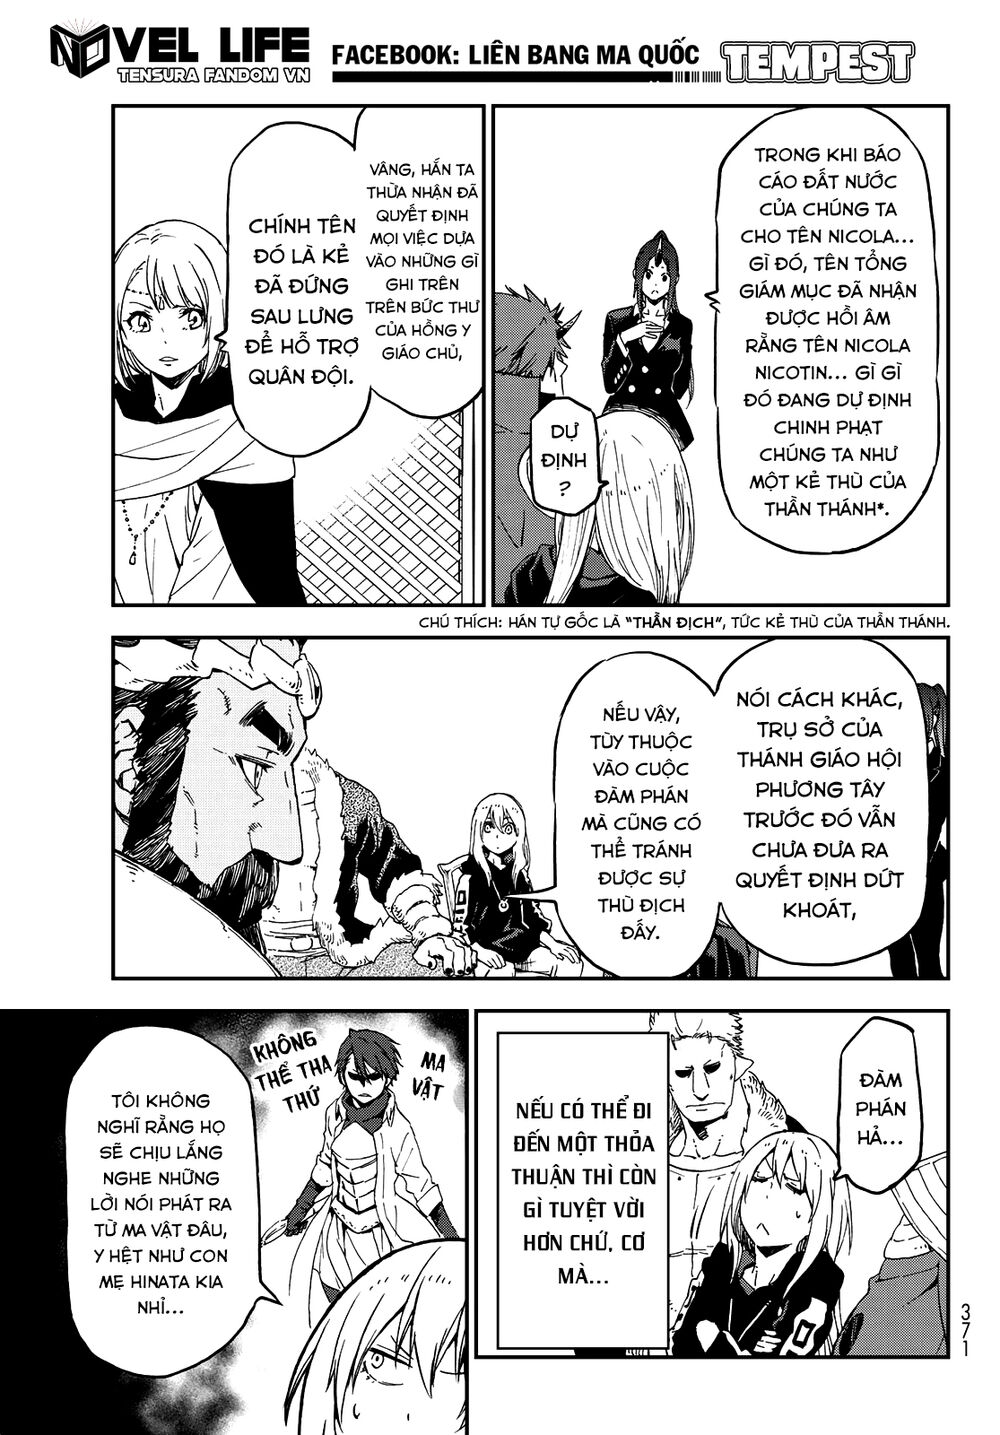 NOVEL LIFE
TENSURA FANDOM VN
FACEBOOK: LIÊN BANG MA QUỐC
TEMPEST
TRONG KHI BÁO
CÁO ĐẤT NƯỚC
CỦA CHÚNG TA
CHO TÊN NICOLA...
GÌ ĐÓ, TÊN TỔNG
GIÁM MỤC ĐÃ NHẬN
ĐƯỢC HỒI ÂM
RẰNG TÊN NICOLA
NICOTIN... GÌ GÌ
ĐÓ ĐANG DỰ ĐỊNH
CHINH PHẠT
CHÚNG TA NHƯ
MỘT KẺ THÙ CỦA
THẦN THÁNH*.
DỰ
ĐỊNH
?
VÂNG, HẮN TA
THỪA NHẬN ĐÃ
QUYẾT ĐỊNH
MỌI VIỆC DỰA
VÀO NHỮNG GÌ
GHI TRÊN
TRÊN BỨC THƯ
CỦA HỒNG Y
GIÁO CHỦ,
CHÍNH TÊN
ĐÓ LÀ KẺ
ĐÃ ĐỨNG
SAU LƯNG
ĐỂ HỖ TRỢ
QUÂN ĐỘI.
CHÚ THÍCH: HÁN TỰ GỐC LÀ "THẦN ĐỊCH", TỨC KẺ THÙ CỦA THẦN THÁNH.
NÓI CÁCH KHÁC,
TRỤ SỞ CỦA
THÁNH GIÁO HỘI
PHƯƠNG TÂY
TRƯỚC ĐÓ VẪN
CHƯA ĐƯA RA
QUYẾT ĐỊNH DỨT
KHOÁT,
NẾU VẬY,
TÙY THUỘC
VÀO CUỘC
ĐÀM PHÁN
MÀ CŨNG CÓ
THỂ TRÁNH
ĐƯỢC SỰ
THÙ ĐỊCH
ĐẤY.
ĐÀM
PHÁN
HẢ...
NẾU CÓ THỂ ĐI
ĐẾN MỘT THỎA
THUẬN THÌ CÒN
GÌ TUYỆT VỜI
HƠN CHỨ, CƠ
MÀ...
MA
VẬT
KHÔNG
THỂ THA
THỨ
TÔI KHÔNG
NGHĨ RẰNG HỌ
SẼ CHỊU LẮNG
NGHE NHỮNG
LỜI NÓI PHÁT RA
TỪ MA VẬT ĐÂU,
Y HỆT NHƯ CON
MẸ HINATA KIA
NHỈ...
371